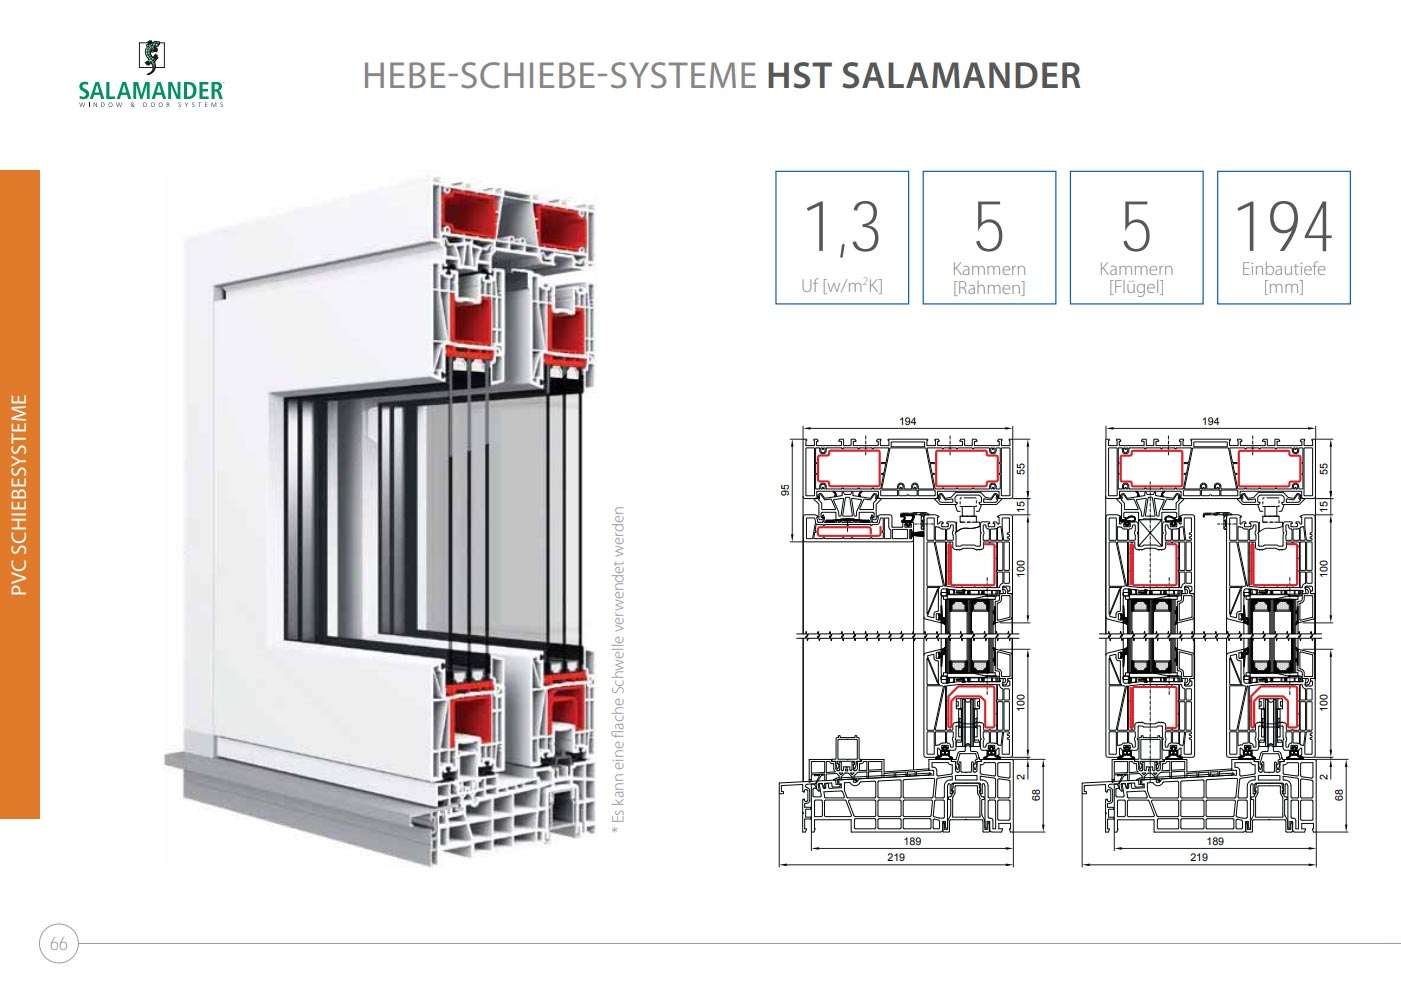 SALAMANDER
WINDOW & DOOR SYSTEMS
HEBE-SCHIEBE-SYSTEME HST SALAMANDER
PVC SCHIEBESYSTEME
1,3
Uf [w/m²K]
5
Kammern
[Rahmen]
5
Kammern
[Flügel]
194
Einbautiefe
[mm]
* Es kann eine flache Schwelle verwendet werden
194
95
55
15
100
100
2
68
189
219
194
55
15
100
100
2
68
189
219
66